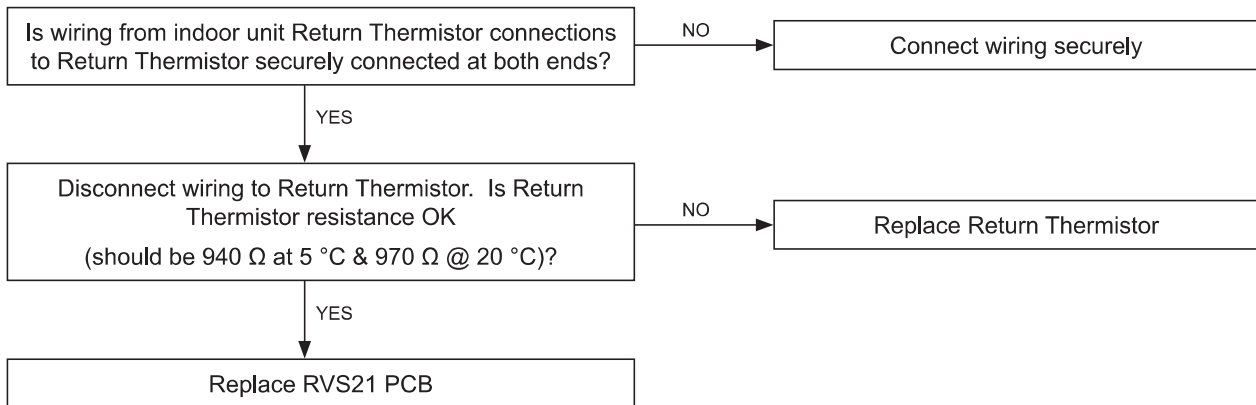 Is wiring from indoor unit Return Thermistor connections
to Return Thermistor securely connected at both ends?
NO
Connect wiring securely
YES
Disconnect wiring to Return Thermistor.  Is Return
Thermistor resistance OK
(should be 940 Ω at 5 °C & 970 Ω @ 20 °C)?
NO
Replace Return Thermistor
YES
Replace RVS21 PCB